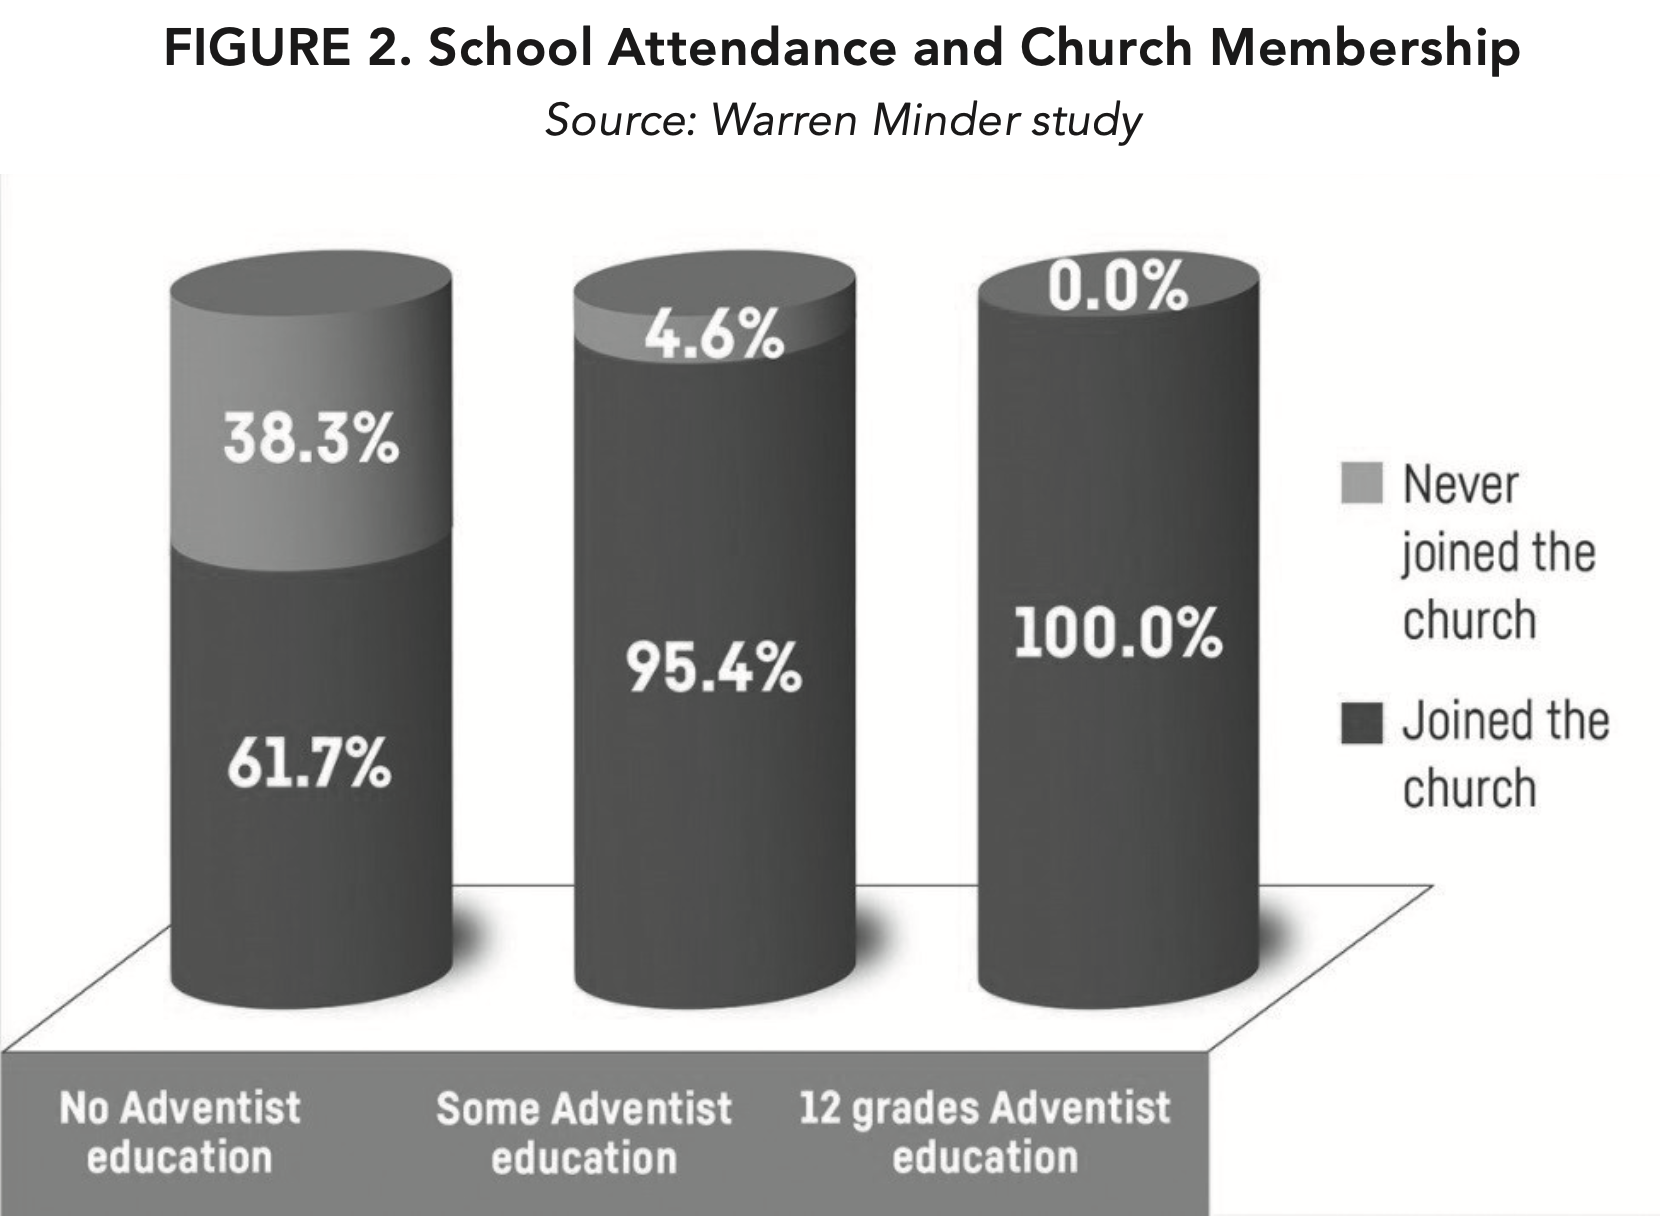 FIGURE 2. School Attendance and Church Membership
Source: Warren Minder study
38.3%
61.7%
4.6%
95.4%
0.0%
100.0%
Never
joined the
church
Joined the
church
No Adventist
education
Some Adventist
education
12 grades Adventist
education